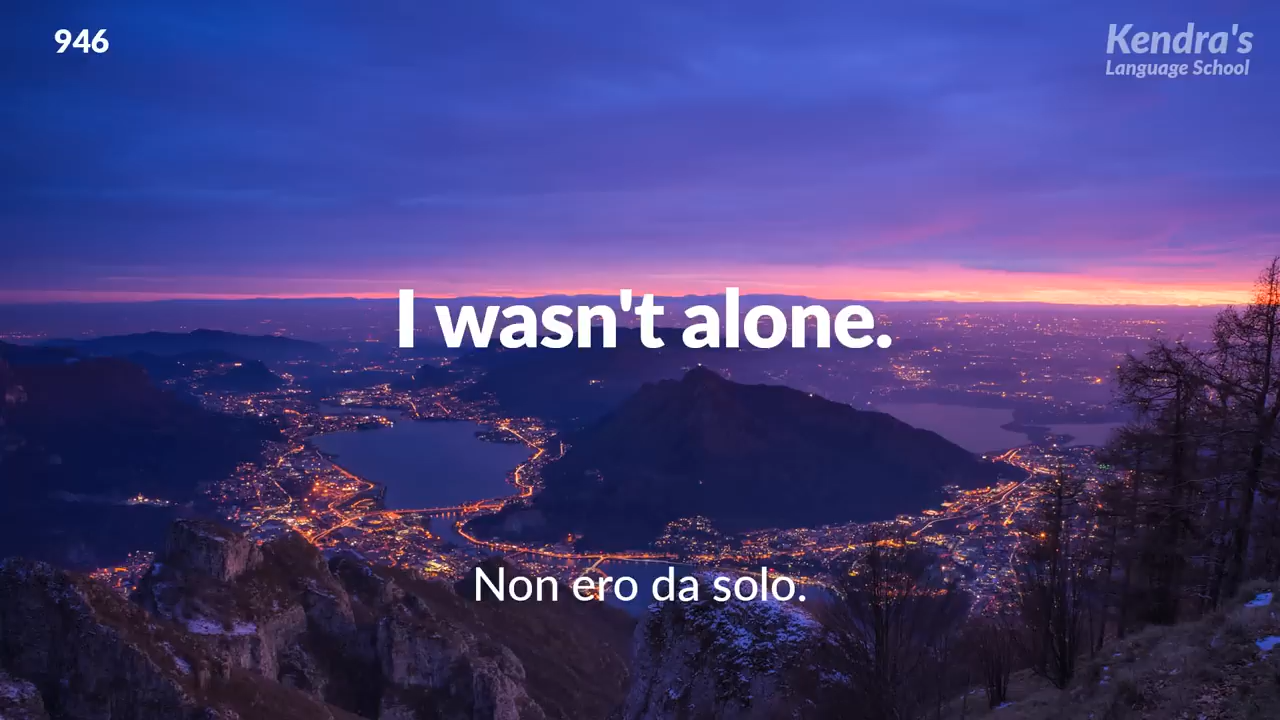 946
Kendra's
Language School
I wasn't alone.
Non ero da solo.